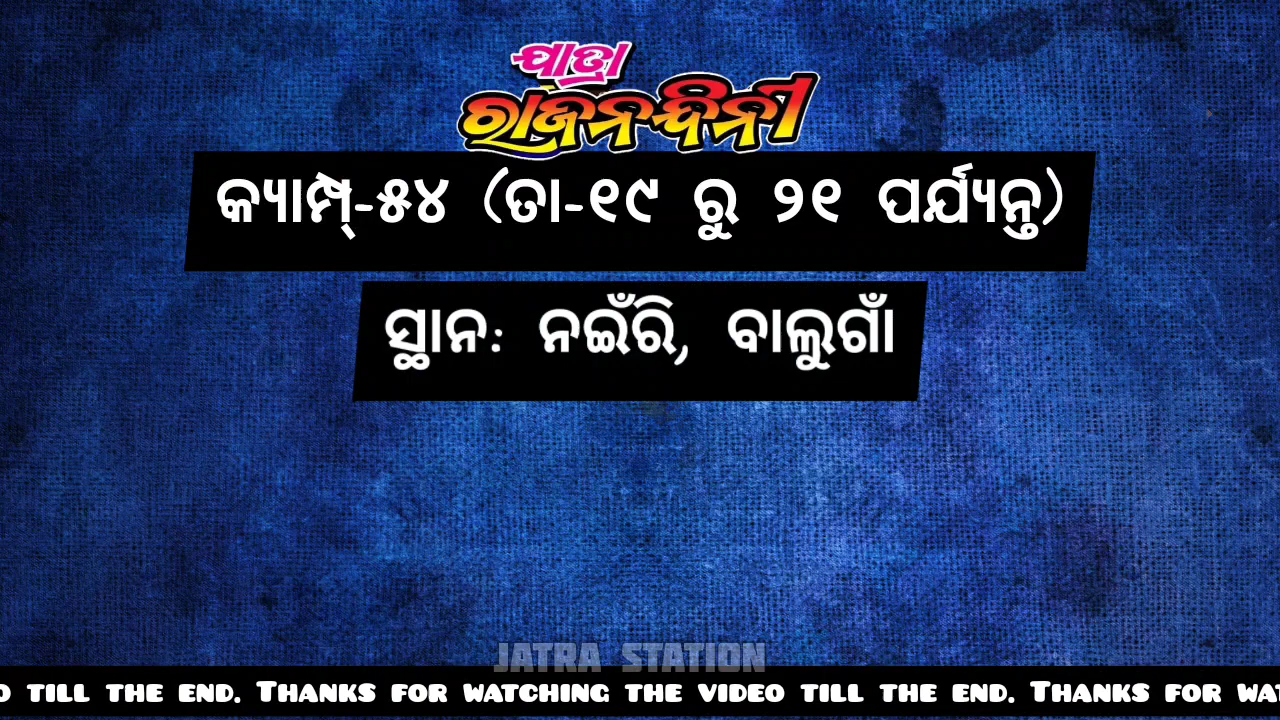 ଯାତ୍ରା
ରାଜନନ୍ଦିନୀ
କ୍ୟାମ୍ପ୍-୫୪ (ତା-୧୯ ରୁ ୨୧ ପର୍ଯ୍ୟନ୍ତ)
ସ୍ଥାନ: ନଇଁରି, ବାଲୁଗାଁ
JATRA STATION
O TILL THE END. THANKS FOR WATCHING THE VIDEO TILL THE END. THANKS FOR WAT